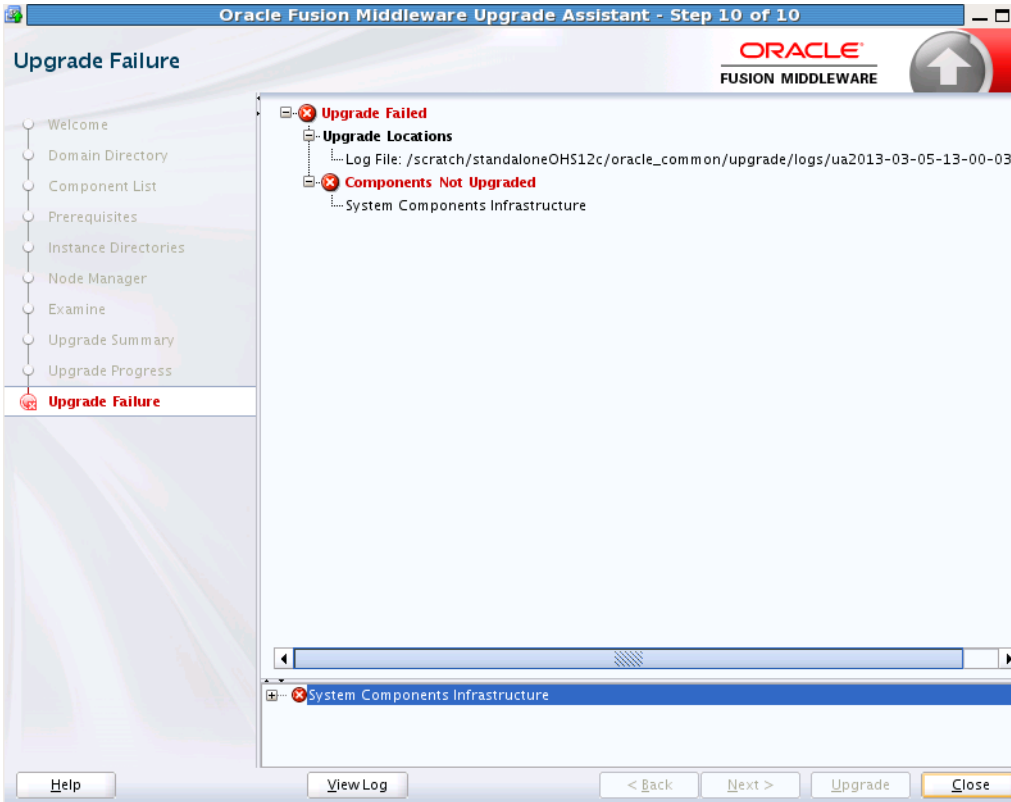 Oracle Fusion Middleware Upgrade Assistant - Step 10 of 10
Upgrade Failure
ORACLE
FUSION MIDDLEWARE
Welcome
Domain Directory
Component List
Prerequisites
Instance Directories
Node Manager
Examine
Upgrade Summary
Upgrade Progress
Upgrade Failure
Upgrade Failed
Upgrade Locations
Log File: /scratch/standaloneOHS12c/oracle_common/upgrade/logs/ua2013-03-05-13-00-03
Components Not Upgraded
System Components Infrastructure
System Components Infrastructure
Help
View Log
< Back
Next >
Upgrade
Close